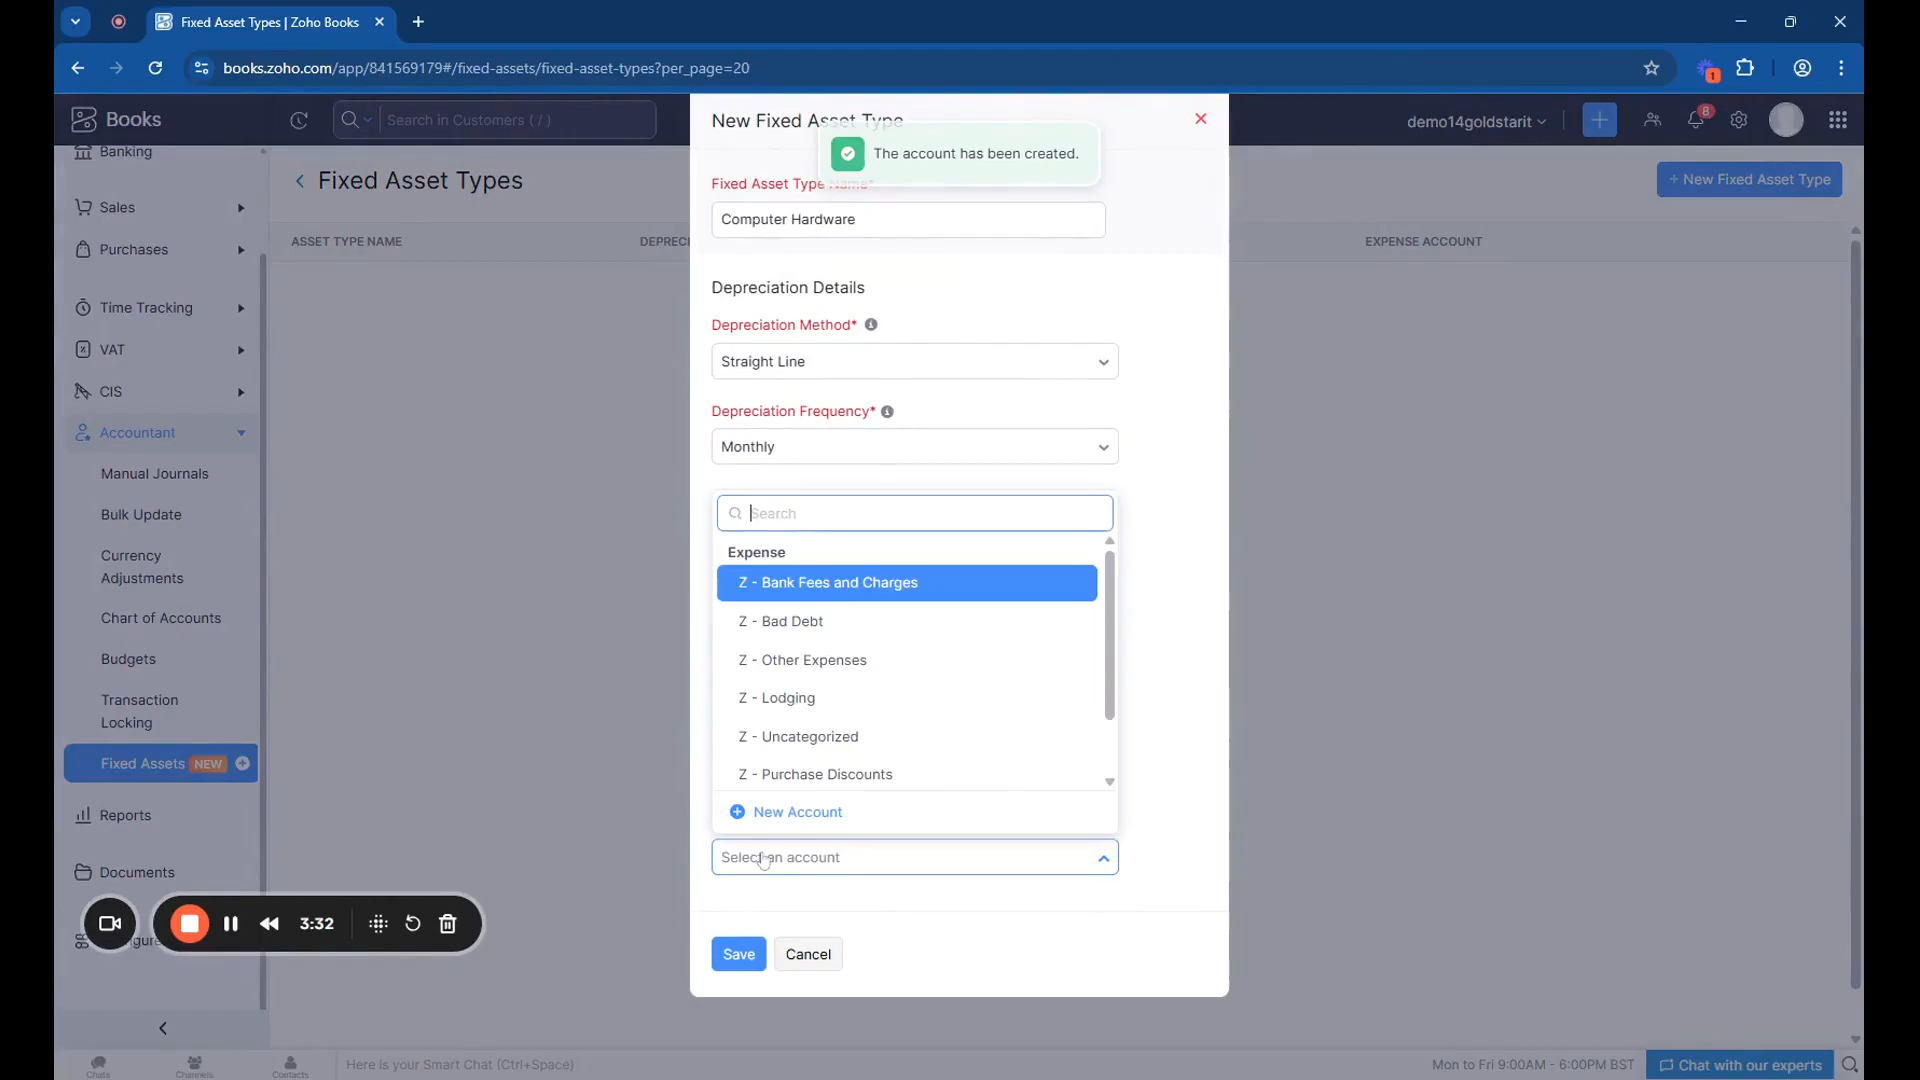 Fixed Asset Types | Zoho Books
books.zoho.com/app/841569179#/fixed-assets/fixed-asset-types?per_page=20
1
Books
Search in Customers ( / )
demo14goldstarit
8
Banking
Sales
Purchases
Time Tracking
VAT
CIS
Accountant
Manual Journals
Bulk Update
Currency
Adjustments
Chart of Accounts
Budgets
Transaction
Locking
Fixed Assets NEW
Reports
Documents
Fixed Asset Types
+ New Fixed Asset Type
ASSET TYPE NAME
EXPENSE ACCOUNT
New Fixed Asset Type
The account has been created.
Fixed Asset Type Name*
Computer Hardware
Depreciation Details
Depreciation Method*
Straight Line
Depreciation Frequency*
Monthly
Search
Expense
Z - Bank Fees and Charges
Z - Bad Debt
Z - Other Expenses
Z - Lodging
Z - Uncategorized
Z - Purchase Discounts
New Account
Select an account
Save
Cancel
3:32
Chats
Channels
Contacts
Here is your Smart Chat (Ctrl+Space)
Mon to Fri 9:00AM - 6:00PM BST
Chat with our experts